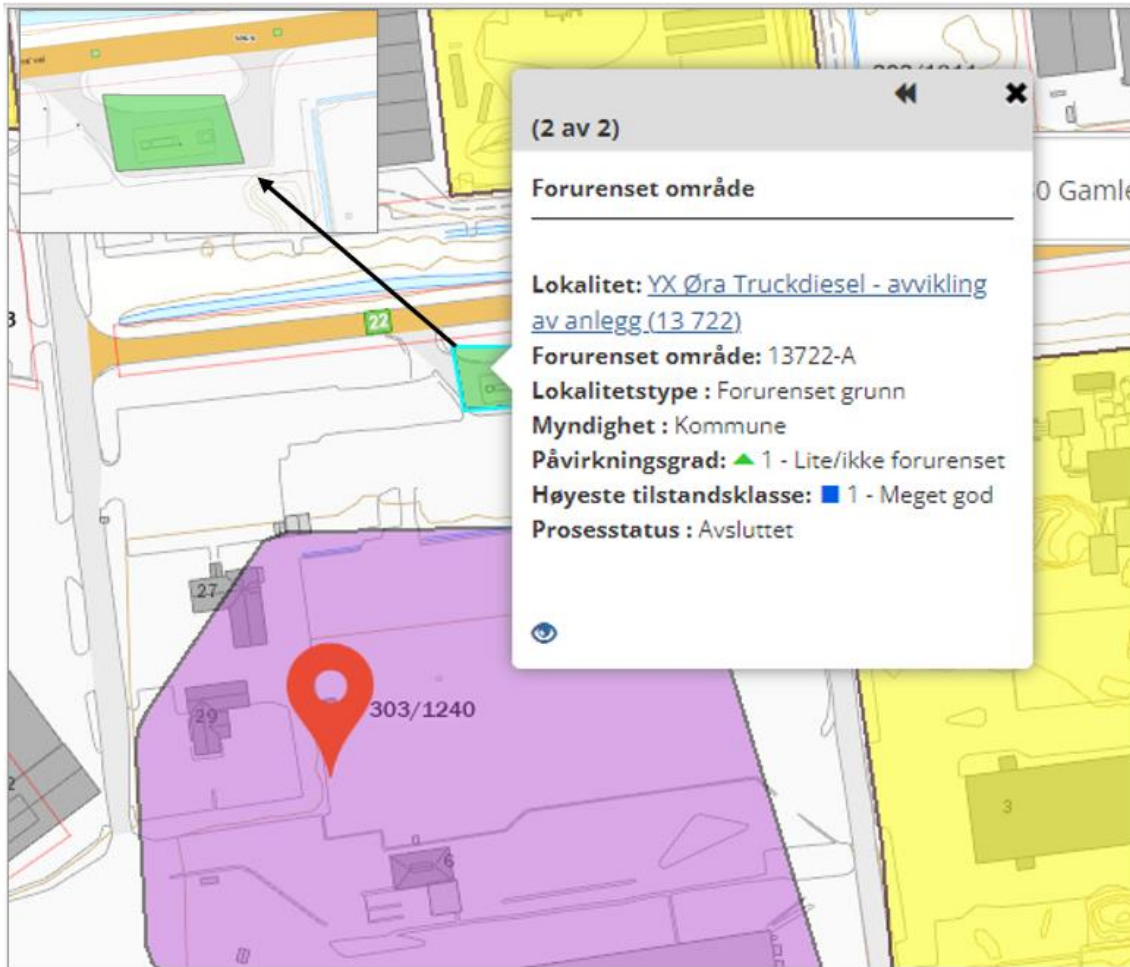 (2 av 2)
Forurenset område
Lokalitet: YX Øra Truckdiesel - avvikling
av anlegg (13 722)
Forurenset område: 13722-A
Lokalitetstype : Forurenset grunn
Myndighet : Kommune
Påvirkningsgrad: 1 - Lite/ikke forurenset
Høyeste tilstandsklasse: 1 - Meget god
Prosesstatus : Avsluttet
0 Gamle
22
27
29
303/1240
6
3